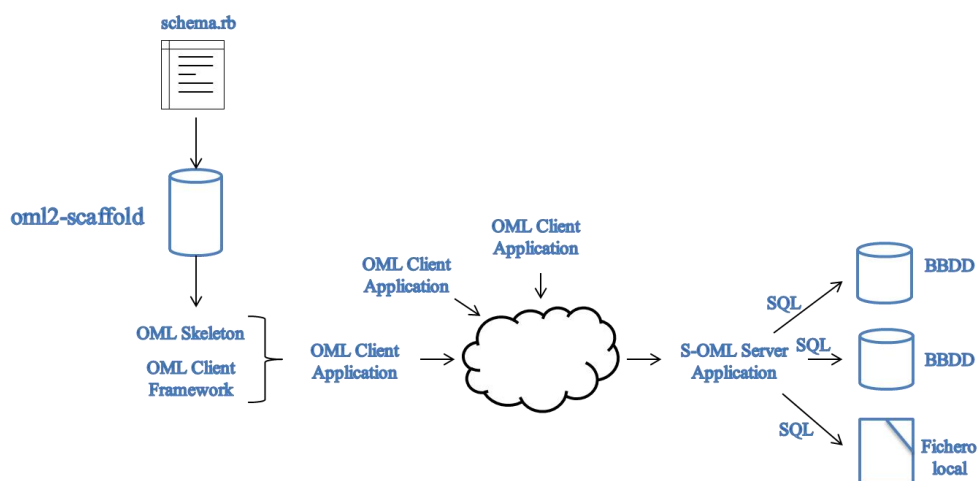 schema.rb
oml2-scaffold
OML Skeleton
OML Client
Framework
OML Client
Application
OML Client
Application
OML Client
Application
S-OML Server
Application
SQL
SQL
SQL
BBDD
BBDD
Fichero
local